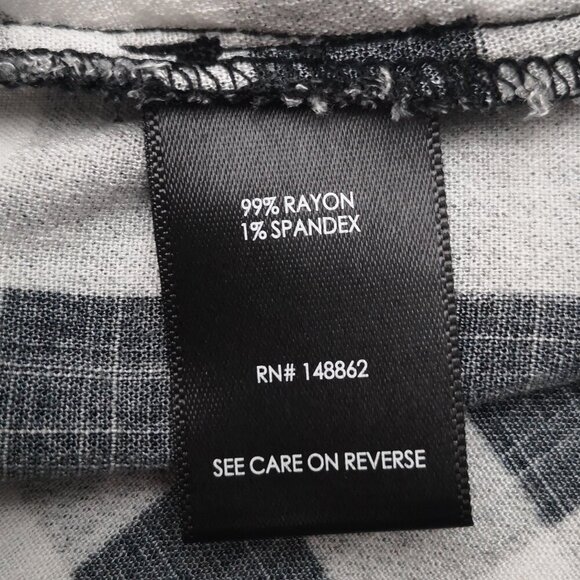 99% RAYON
1% SPANDEX
RN# 148862
SEE CARE ON REVERSE